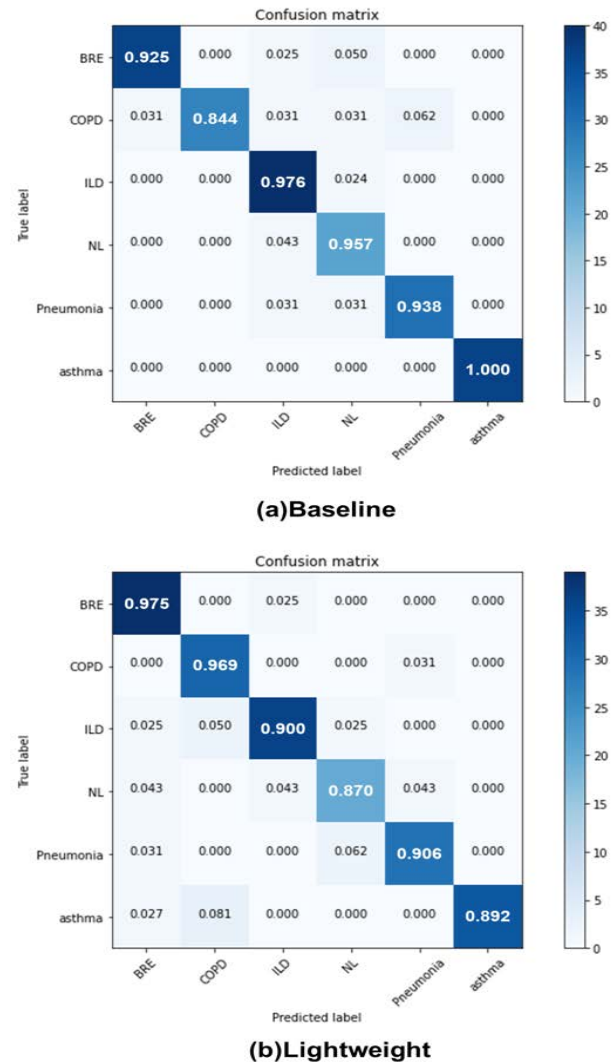 Confusion matrix
BRE 0.925 0.000 0.025 0.050 0.000 0.000
COPD 0.031 0.844 0.031 0.031 0.062 0.000
ILD 0.000 0.000 0.976 0.024 0.000 0.000
NL 0.000 0.000 0.043 0.957 0.000 0.000
Pneumonia 0.000 0.000 0.031 0.031 0.938 0.000
asthma 0.000 0.000 0.000 0.000 0.000 1.000
True label
BRE COPD ILD NL Pneumonia asthma
Predicted label
40
35
30
25
20
15
10
5
0
(a)Baseline
Confusion matrix
BRE 0.975 0.000 0.025 0.000 0.000 0.000
COPD 0.000 0.969 0.000 0.000 0.031 0.000
ILD 0.025 0.050 0.900 0.025 0.000 0.000
NL 0.043 0.000 0.043 0.870 0.043 0.000
Pneumonia 0.031 0.000 0.000 0.062 0.906 0.000
asthma 0.027 0.081 0.000 0.000 0.000 0.892
True label
BRE COPD ILD NL Pneumonia asthma
Predicted label
35
30
25
20
15
10
5
0
(b)Lightweight